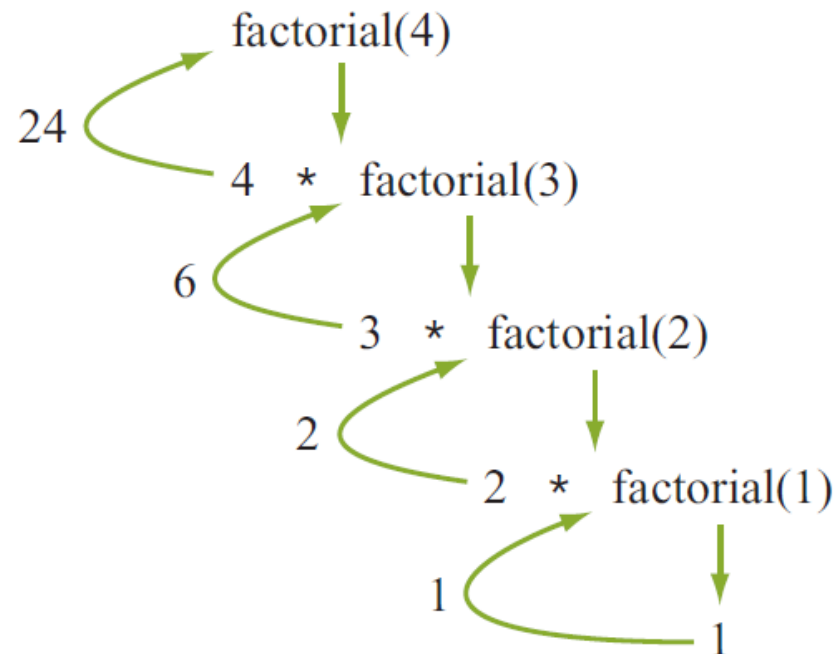 factorial(4)
24
4 * factorial(3)
6
3 * factorial(2)
2
2 * factorial(1)
1
1